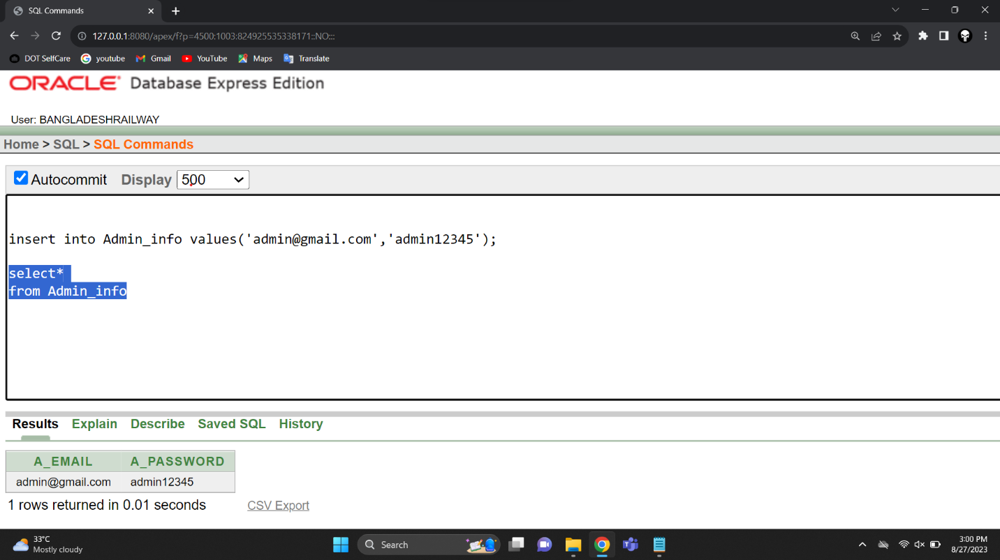 SQL Commands
127.0.0.1:8080/apex/f?p=4500:1003:824925535338171::NO:::
DOT SelfCare youtube Gmail YouTube Maps Translate
ORACLE Database Express Edition
User: BANGLADESHRAILWAY
Home > SQL > SQL Commands
Autocommit Display 500
insert into Admin_info values('admin@gmail.com','admin12345');
select*
from Admin_info
Results Explain Describe Saved SQL History
A_EMAIL A_PASSWORD
admin@gmail.com admin12345
1 rows returned in 0.01 seconds CSV Export
33°C
Mostly cloudy
Search
3:00 PM
8/27/2023